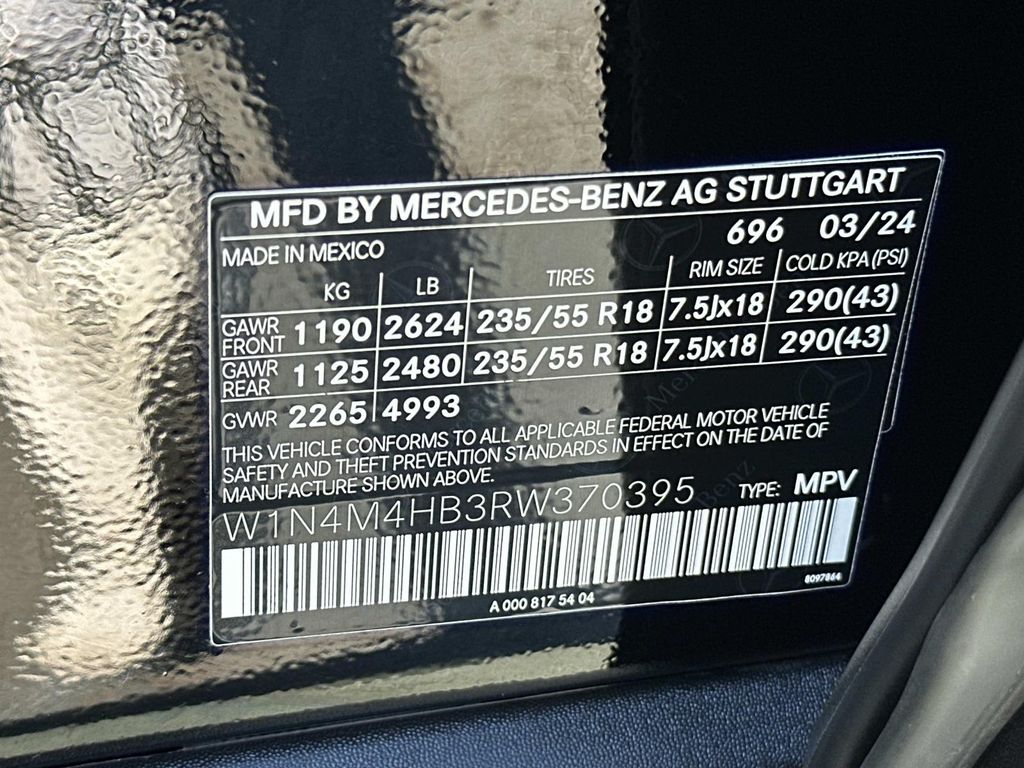 MFD BY MERCEDES-BENZ AG STUTTGART
696 03/24
MADE IN MEXICO
KG LB TIRES RIM SIZE COLD KPA (PSI)
GAWR FRONT 1190 2624 235/55 R18 7.5Jx18 290(43)
GAWR REAR 1125 2480 235/55 R18 7.5Jx18 290(43)
GVWR 2265 4993
THIS VEHICLE CONFORMS TO ALL APPLICABLE FEDERAL MOTOR VEHICLE
SAFETY AND THEFT PREVENTION STANDARDS IN EFFECT ON THE DATE OF
MANUFACTURE SHOWN ABOVE.
W1N4M4HB3RW370395 TYPE: MPV
8097864
A 000 817 54 04